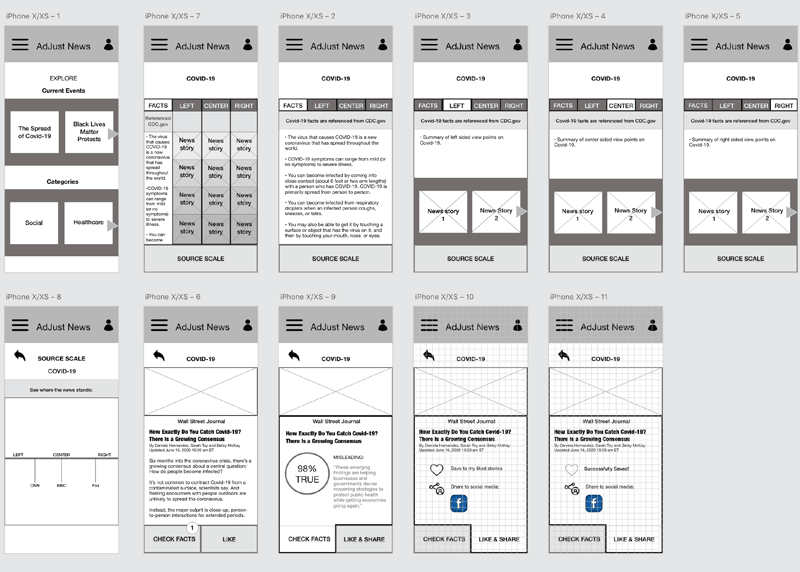 iPhone X/XS – 1
AdJust News
EXPLORE
Current Events
The Spread
of Covid-19
Black Lives
Matter
Protects
Categories
Social
Healthcare
iPhone X/XS – 7
AdJust News
COVID-19
FACTS LEFT CENTER RIGHT
Referenced
CDC.gov
• The virus
that causes
COVID-19
is a new
coronavirus
that has
spread
throughout
the world.
•COVID-19
symptoms
can range
from mild
(or no
symptoms)
to severe
illness.
• You can
become
News story News story News story
News story News story News story
News story News story News story
News story News story News story
SOURCE SCALE
iPhone X/XS – 2
AdJust News
COVID-19
FACTS LEFT CENTER RIGHT
Covid-19 facts are referenced from CDC.gov
• The virus that causes COVID-19 is a new
coronavirus that has spread throughout the
world.
• COVID-19 symptoms can range from mild (or
no symptoms) to severe illness.
• You can become infected by coming into
close contact (about 6 feet or two arm lengths)
with a person who has COVID-19. COVID-19 is
primarily spread from person to person.
• You can become infected from respiratory
droplets when an infected person coughs,
sneezes, or talks.
• You may also be able to get it by touching a
surface or object that has the virus on it, and
then by touching your mouth, nose, or eyes.
SOURCE SCALE
iPhone X/XS – 3
AdJust News
COVID-19
FACTS LEFT CENTER RIGHT
Covid-19 facts are referenced from CDC.gov
• Summary of left sided view points on
Covid-19.
News story
1
News Story
2
SOURCE SCALE
iPhone X/XS – 4
AdJust News
COVID-19
FACTS LEFT CENTER RIGHT
Covid-19 facts are referenced from CDC.gov
• Summary of center sided view points on
Covid-19.
News story
1
News Story
2
SOURCE SCALE
iPhone X/XS – 5
AdJust News
COVID-19
FACTS LEFT CENTER RIGHT
Covid-19 facts are referenced from CDC.gov
• Summary of right sided view points on
Covid-19.
News story
1
News Story
2
SOURCE SCALE
iPhone X/XS – 8
AdJust News
SOURCE SCALE
COVID-19
See where the news stands:
LEFT CENTER RIGHT
CNN BBC Fox
iPhone X/XS – 6
AdJust News
COVID-19
Wall Street Journal
How Exactly Do You Catch Covid-19?
There Is a Growing Consensus
By Daniela Hernandez, Sarah Toy and Betsy McKay
Updated June 16, 2020 10:39 am ET
Six months into the coronavirus crisis, there's a
growing consensus about a central question:
How do people become infected?
It's not common to contract Covid-19 from a
contaminated surface, scientists say. And
fleeting encounters with people outdoors are
unlikely to spread the coronavirus.
Instead, the major culprit is close up, person-
to-person interactions for extended periods.
1
CHECK FACTS LIKE
iPhone X/XS – 9
AdJust News
COVID-19
Wall Street Journal
How Exactly Do You Catch Covid-19?
There Is a Growing Consensus
98%
TRUE
MISLEADING:
"These emerging
findings are helping
businesses and
governments devise
reopening strategies to
protect public health
while getting economies
going again."
CHECK FACTS LIKE & SHARE
iPhone X/XS – 10
AdJust News
COVID-19
Wall Street Journal
How Exactly Do You Catch Covid-19?
There Is a Growing Consensus
By Daniela Hernandez, Sarah Toy and Betsy McKay
Updated June 16, 2020 10:39 am ET
Save to my liked stories
Share to social media:
f
CHECK FACTS LIKE & SHARE
iPhone X/XS – 11
AdJust News
COVID-19
Wall Street Journal
How Exactly Do You Catch Covid-19?
There Is a Growing Consensus
By Daniela Hernandez, Sarah Toy and Betsy McKay
Updated June 16, 2020 10:39 am ET
Successfully Saved!
Share to social media:
f
CHECK FACTS LIKE & SHARE